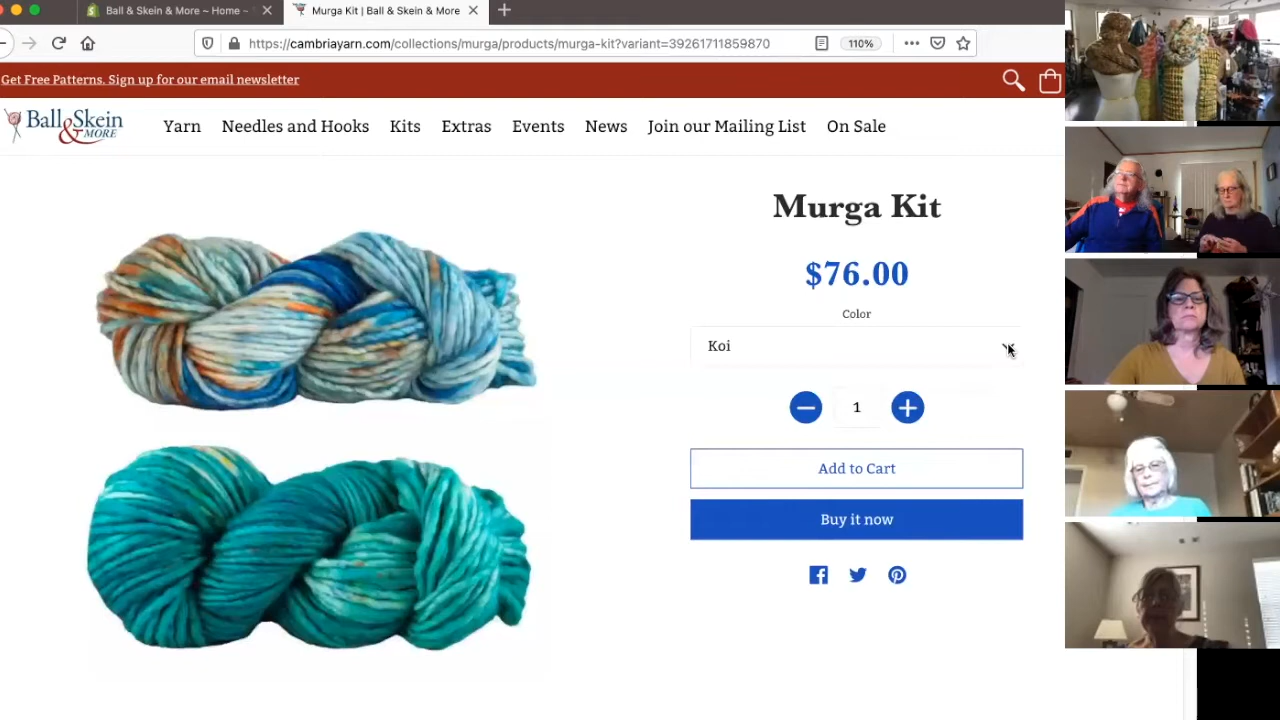 Ball & Skein & More ~ Home ~
Murga Kit | Ball & Skein & More
https://cambriayarn.com/collections/murga/products/murga-kit?variant=39261711859870
110%
Get Free Patterns. Sign up for our email newsletter
Ball & Skein
MORE
Yarn
Needles and Hooks
Kits
Extras
Events
News
Join our Mailing List
On Sale
Murga Kit
$76.00
Color
Koi
1
Add to Cart
Buy it now